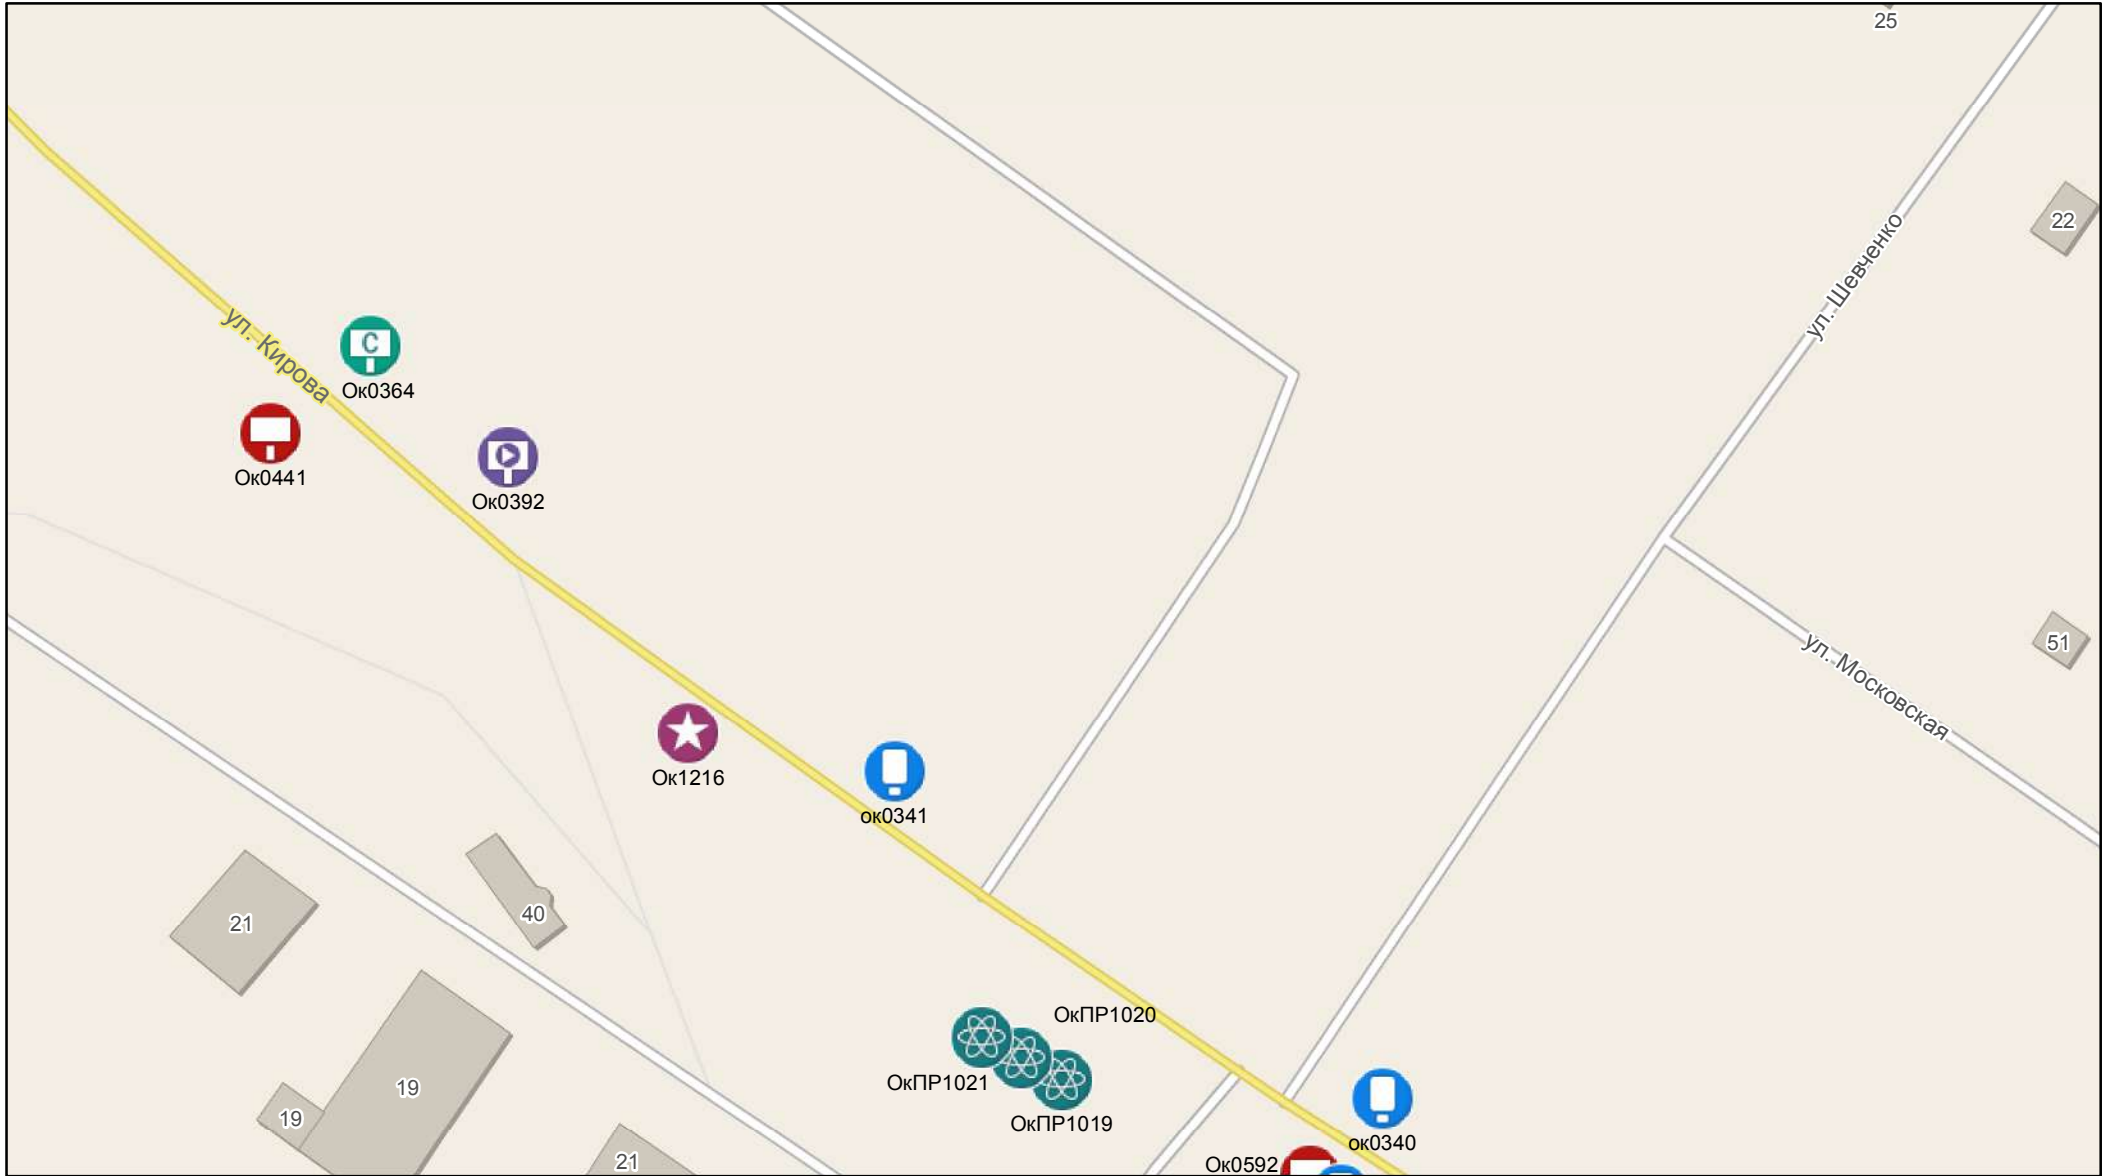 25
22
ул. Шевченко
ул. Кирова
С
Ок0364
Ок0441
Ок0392
51
ул. Московская
Ок1216
ок0341
40
21
ОкПР1020
ОкПР1021
19
19
ОкПР1019
ок0340
21
Ок0592